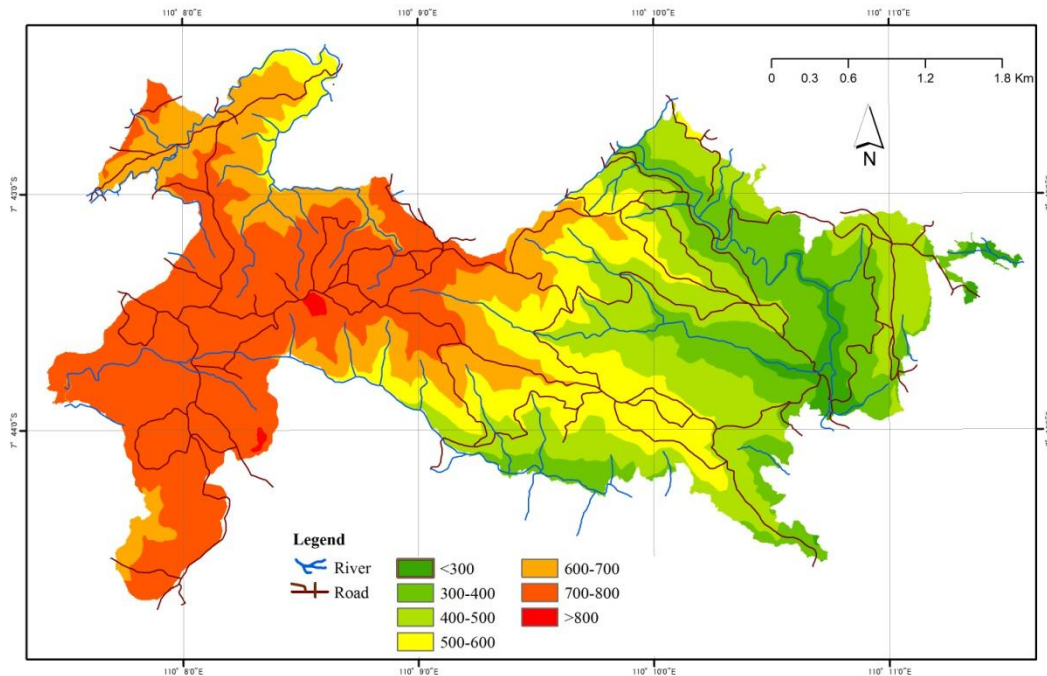 110° 8'0"E 110° 9'0"E 110° 10'0"E 110° 11'0"E
0 0.3 0.6 1.2 1.8 Km
N
7° 43'0"S
7° 44'0"S
Legend
River
Road
<300
300-400
400-500
500-600
600-700
700-800
>800
110° 8'0"E 110° 9'0"E 110° 10'0"E 110° 11'0"E